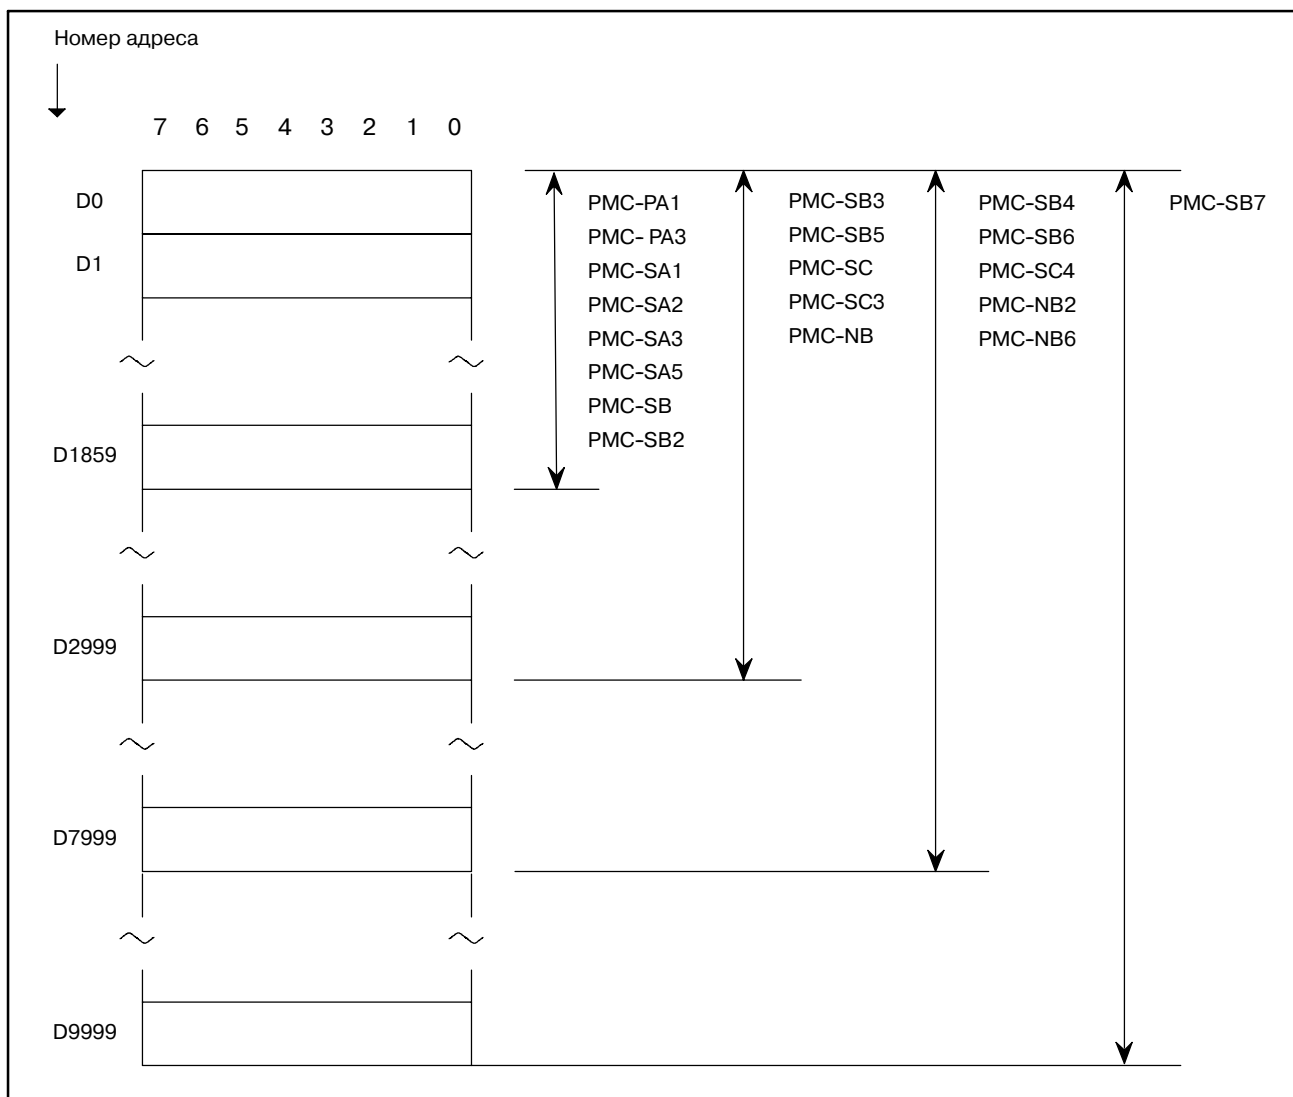 Номер адреса
7 6 5 4 3 2 1 0
D0
D1
D1859
D2999
D7999
D9999
PMC-PA1
PMC- PA3
PMC-SA1
PMC-SA2
PMC-SA3
PMC-SA5
PMC-SB
PMC-SB2
PMC-SB3
PMC-SB5
PMC-SC
PMC-SC3
PMC-NB
PMC-SB4
PMC-SB6
PMC-SC4
PMC-NB2
PMC-NB6
PMC-SB7